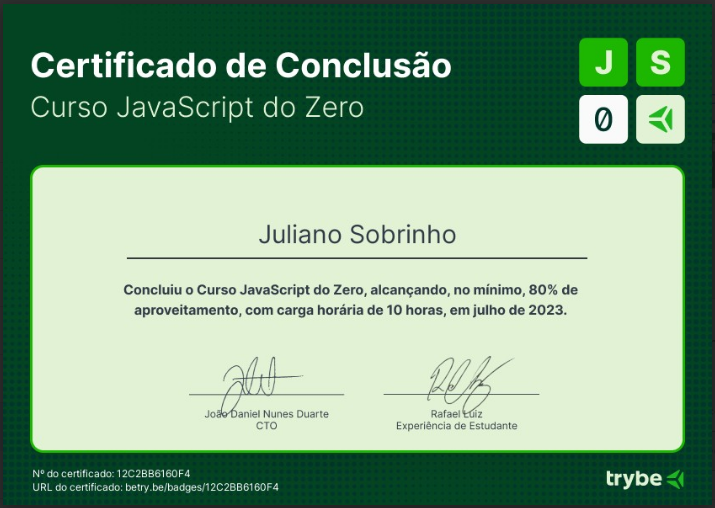 Certificado de Conclusão
Curso JavaScript do Zero
J S
0
Juliano Sobrinho
Concluiu o Curso JavaScript do Zero, alcançando, no mínimo, 80% de
aproveitamento, com carga horária de 10 horas, em julho de 2023.
João Daniel Nunes Duarte
CTO
Rafael Luiz
Experiência de Estudante
Nº do certificado: 12C2BB6160F4
URL do certificado: betry.be/badges/12C2BB6160F4
trybe